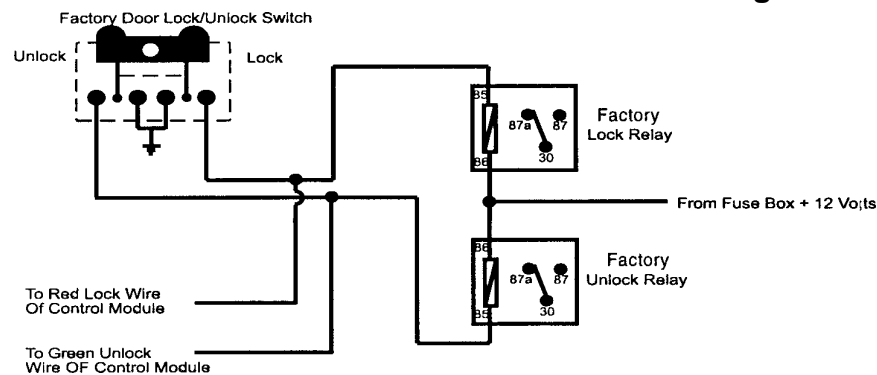 Factory Door Lock/Unlock Switch
Unlock
Lock
85
87a
87
30
86
Factory
Lock Relay
From Fuse Box + 12 Vo;ts
86
87a
87
30
85
Factory
Unlock Relay
To Red Lock Wire
Of Control Module
To Green Unlock
Wire OF Control Module